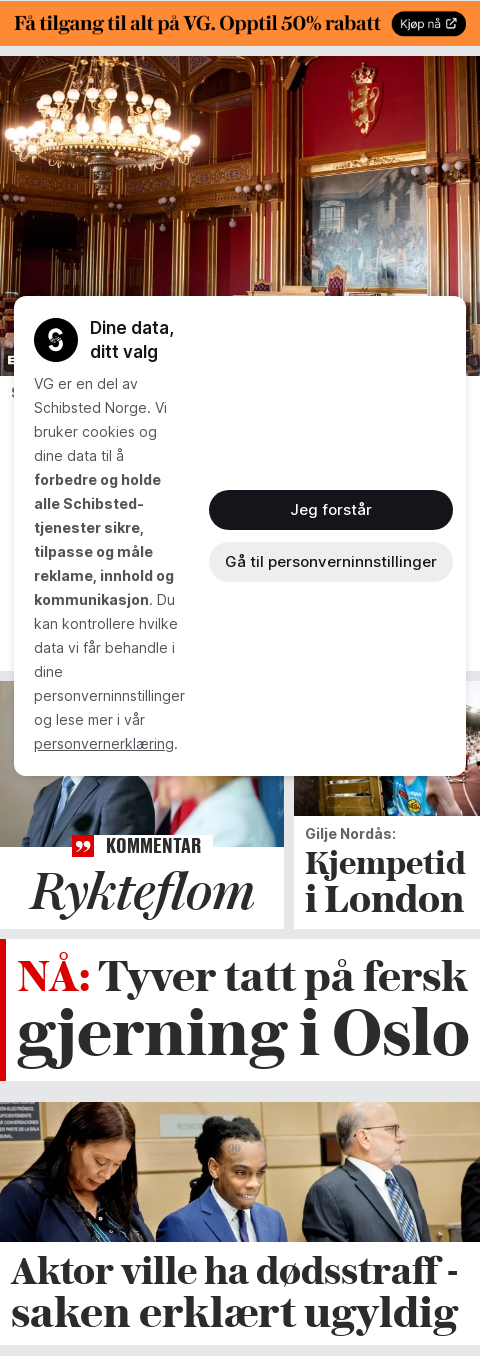 Få tilgang til alt på VG. Opptil 50% rabatt
Kjøp nå
Dine data,
ditt valg
VG er en del av
Schibsted Norge. Vi
bruker cookies og
dine data til å
forbedre og holde
alle Schibsted-
tjenester sikre,
tilpasse og måle
reklame, innhold og
kommunikasjon. Du
kan kontrollere hvilke
data vi får behandle i
dine
personverninnstillinger
og lese mer i vår
personvernerklæring.
Jeg forstår
Gå til personverninnstillinger
KOMMENTAR
Rykteflom
Gilje Nordås:
Kjempetid
i London
NÅ: Tyver tatt på fersk
gjerning i Oslo
Aktor ville ha dødsstraff -
saken erklært ugyldig